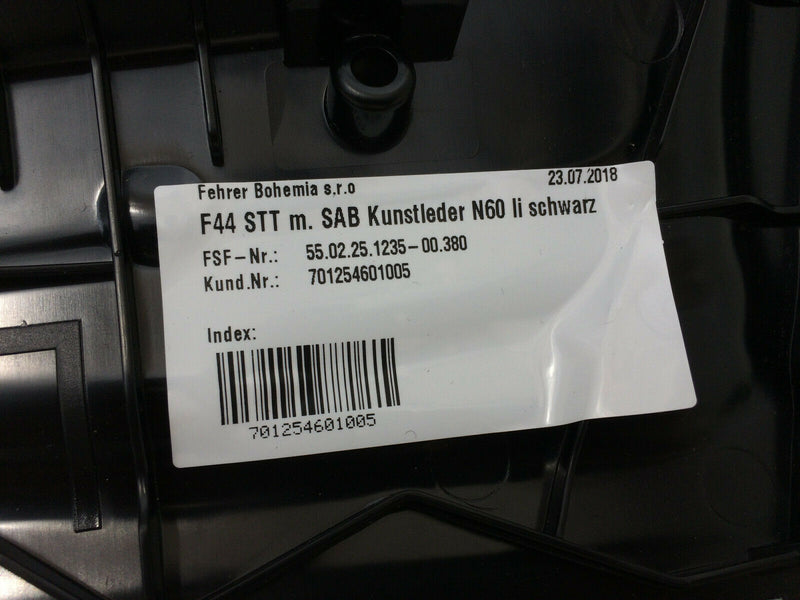 Fehrer Bohemia s.r.o 23.07.2018
F44 STT m. SAB Kunstleder N60 li schwarz
FSF-Nr.: 55.02.25.1235-00.380
Kund.Nr.: 701254601005
Index:
701254601005